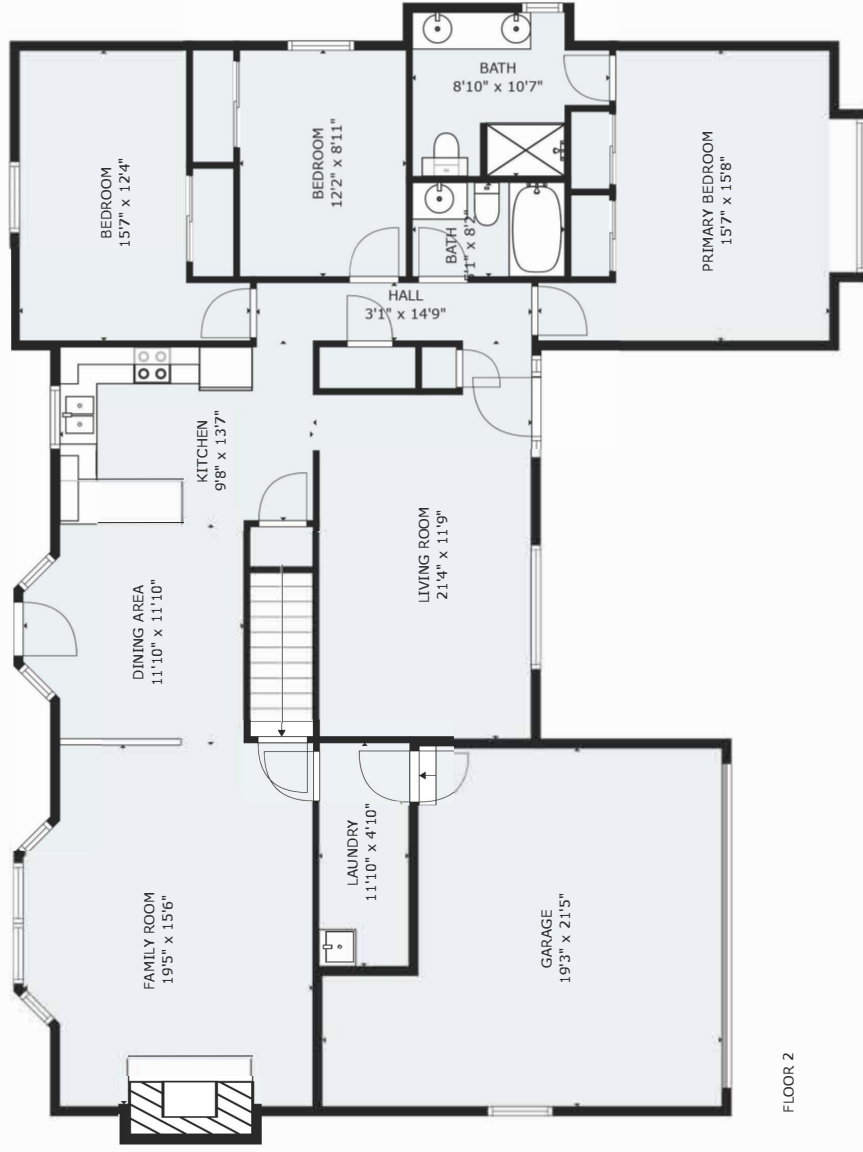 BATH
8'10" x 10'7"
BEDROOM
15'7" x 12'4"
BEDROOM
12'2" x 8'11"
PRIMARY BEDROOM
15'7" x 15'8"
BATH
1" x 8'2"
HALL
3'1" x 14'9"
KITCHEN
9'8" x 13'7"
LIVING ROOM
21'4" x 11'9"
DINING AREA
11'10" x 11'10"
LAUNDRY
11'10" x 4'10"
FAMILY ROOM
19'5" x 15'6"
GARAGE
19'3" x 21'5"
FLOOR 2